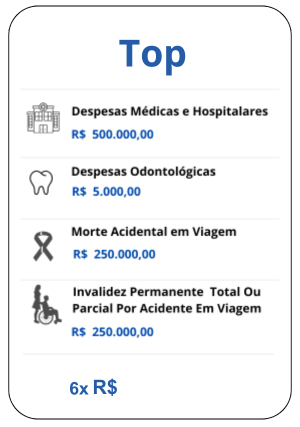 Top
Despesas Médicas e Hospitalares
R$ 500.000,00
Despesas Odontológicas
R$ 5.000,00
Morte Acidental em Viagem
R$ 250.000,00
Invalidez Permanente Total Ou
Parcial Por Acidente Em Viagem
R$ 250.000,00
6x R$